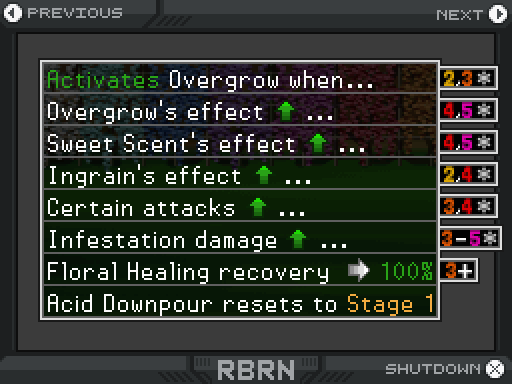 PREVIOUS
NEXT
Activates Overgrow when... 2,3
Overgrow's effect ... 4,5
Sweet Scent's effect ... 4,5
Ingrain's effect ... 2,4
Certain attacks ... 3,4
Infestation damage ... 3-5
Floral Healing recovery 100% 3+
Acid Downpour resets to Stage 1
RBRN
SHUTDOWN